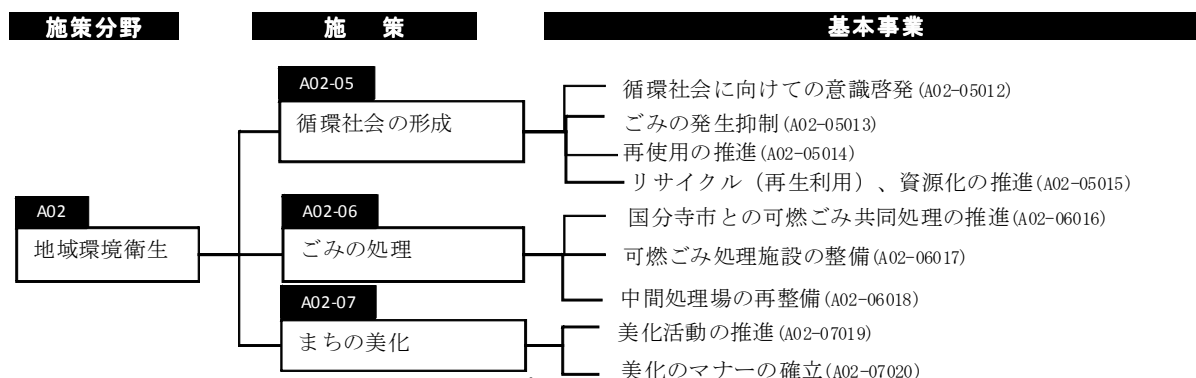 施策分野 施 策 基本事業
A02-05
循環社会の形成
循環社会に向けての意識啓発(A02-05012)
ごみの発生抑制(A02-05013)
再使用の推進(A02-05014)
リサイクル（再生利用）、資源化の推進(A02-05015)
A02
地域環境衛生
A02-06
ごみの処理
国分寺市との可燃ごみ共同処理の推進(A02-06016)
可燃ごみ処理施設の整備(A02-06017)
中間処理場の再整備(A02-06018)
A02-07
まちの美化
美化活動の推進(A02-07019)
美化のマナーの確立(A02-07020)